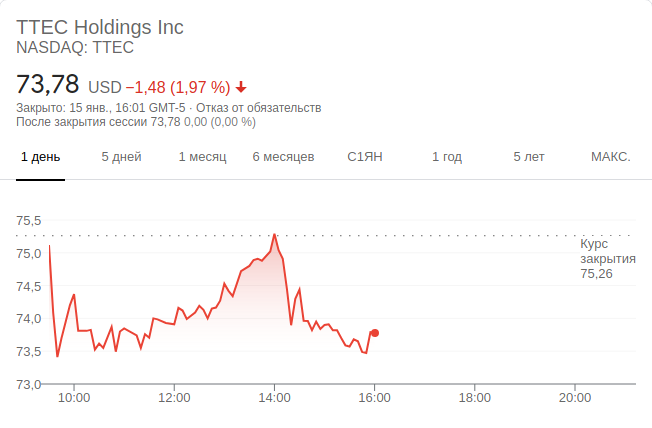 TTEC Holdings Inc
NASDAQ: TTEC
73,78 USD −1,48 (1,97 %)
Закрыто: 15 янв., 16:01 GMT-5 · Отказ от обязательств
После закрытия сессии 73,78 0,00 (0,00 %)
1 день 5 дней 1 месяц 6 месяцев С1ЯН 1 год 5 лет МАКС.
75,5
75,0
74,5
74,0
73,5
73,0
Курс
закрытия
75,26
10:00 12:00 14:00 16:00 18:00 20:00